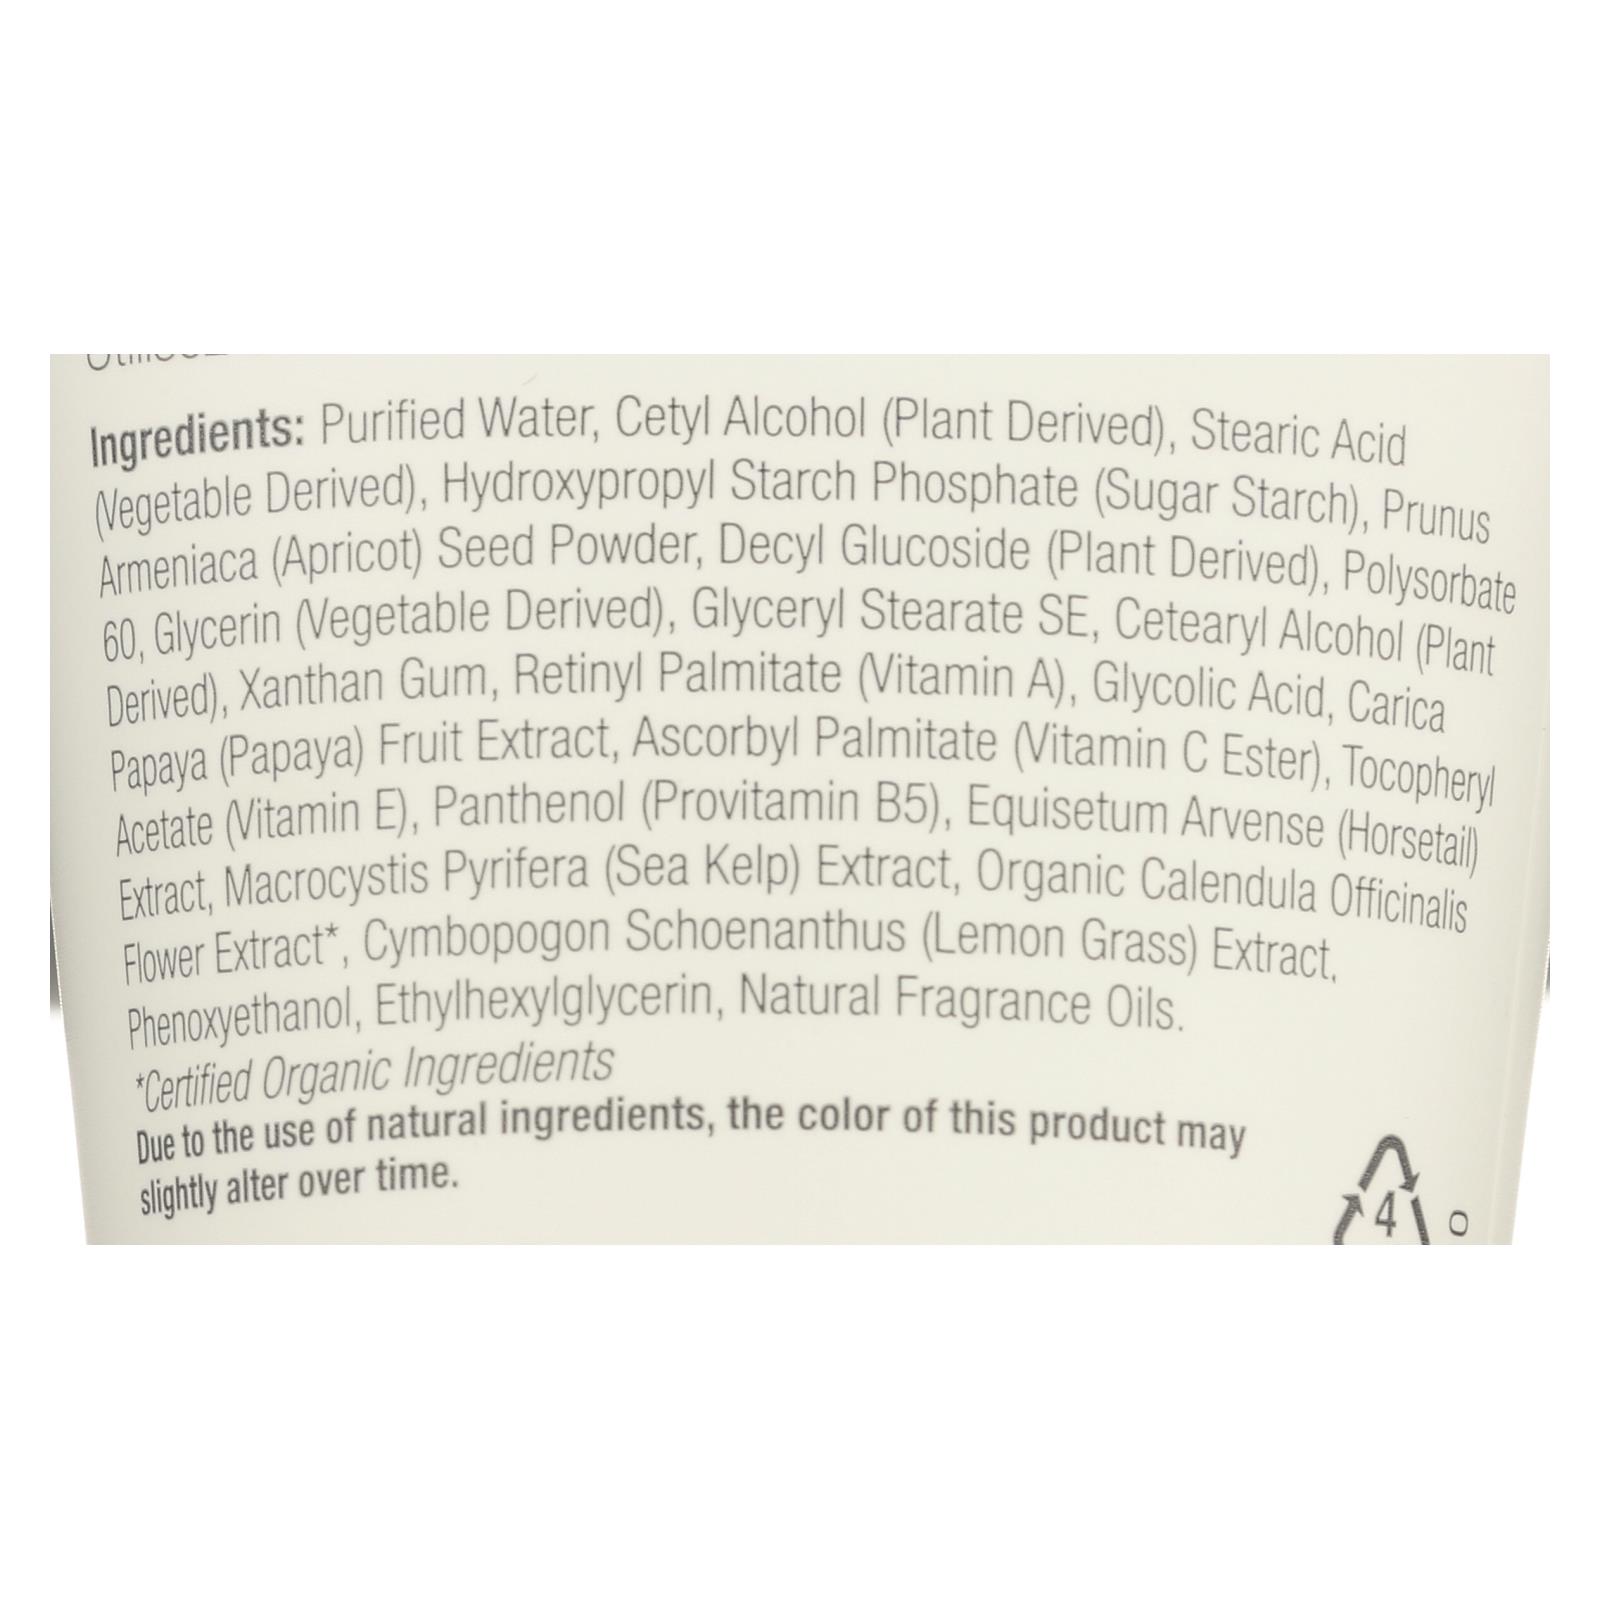 Ingredients: Purified Water, Cetyl Alcohol (Plant Derived), Stearic Acid
(Vegetable Derived), Hydroxypropyl Starch Phosphate (Sugar Starch), Prunus
Armeniaca (Apricot) Seed Powder, Decyl Glucoside (Plant Derived), Polysorbate
60, Glycerin (Vegetable Derived), Glyceryl Stearate SE, Cetearyl Alcohol (Plant
Derived), Xanthan Gum, Retinyl Palmitate (Vitamin A), Glycolic Acid, Carica
Papaya (Papaya) Fruit Extract, Ascorbyl Palmitate (Vitamin C Ester), Tocopheryl
Acetate (Vitamin E), Panthenol (Provitamin B5), Equisetum Arvense (Horsetail)
Extract, Macrocystis Pyrifera (Sea Kelp) Extract, Organic Calendula Officinalis
Flower Extract*, Cymbopogon Schoenanthus (Lemon Grass) Extract,
Phenoxyethanol, Ethylhexylglycerin, Natural Fragrance Oils.
*Certified Organic Ingredients
Due to the use of natural ingredients, the color of this product may
slightly alter over time.
4